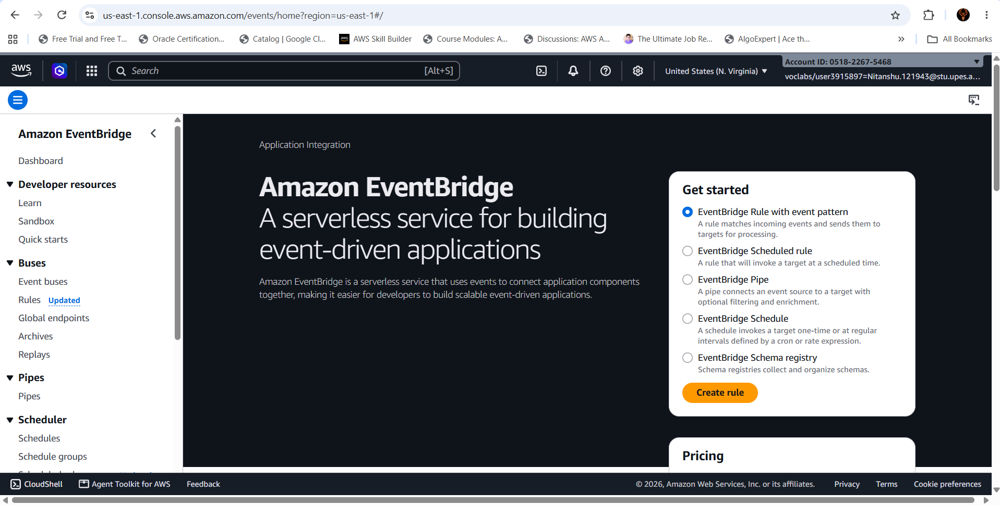 us-east-1.console.aws.amazon.com/events/home?region=us-east-1#/
Free Trial and Free T...
Oracle Certification...
Catalog | Google Cl...
aws
AWS Skill Builder
Course Modules: A...
Discussions: AWS A...
The Ultimate Job Re...
AlgoExpert | Ace th...
All Bookmarks
aws
Search
[Alt+S]
United States (N. Virginia)
Account ID: 0518-2267-5468
voclabs/user3915897=Nitanshu.121943@stu.upes.a...
Amazon EventBridge
Dashboard
Developer resources
Learn
Sandbox
Quick starts
Buses
Event buses
Rules Updated
Global endpoints
Archives
Replays
Pipes
Pipes
Scheduler
Schedules
Schedule groups
Application Integration
Amazon EventBridge
A serverless service for building
event-driven applications
Amazon EventBridge is a serverless service that uses events to connect application components
together, making it easier for developers to build scalable event-driven applications.
Get started
EventBridge Rule with event pattern
A rule matches incoming events and sends them to
targets for processing.
EventBridge Scheduled rule
A rule that will invoke a target at a scheduled time.
EventBridge Pipe
A pipe connects an event source to a target with
optional filtering and enrichment.
EventBridge Schedule
A schedule invokes a target one-time or at regular
intervals defined by a cron or rate expression.
EventBridge Schema registry
Schema registries collect and organize schemas.
Create rule
Pricing
CloudShell
Agent Toolkit for AWS
Feedback
© 2026, Amazon Web Services, Inc. or its affiliates.
Privacy
Terms
Cookie preferences